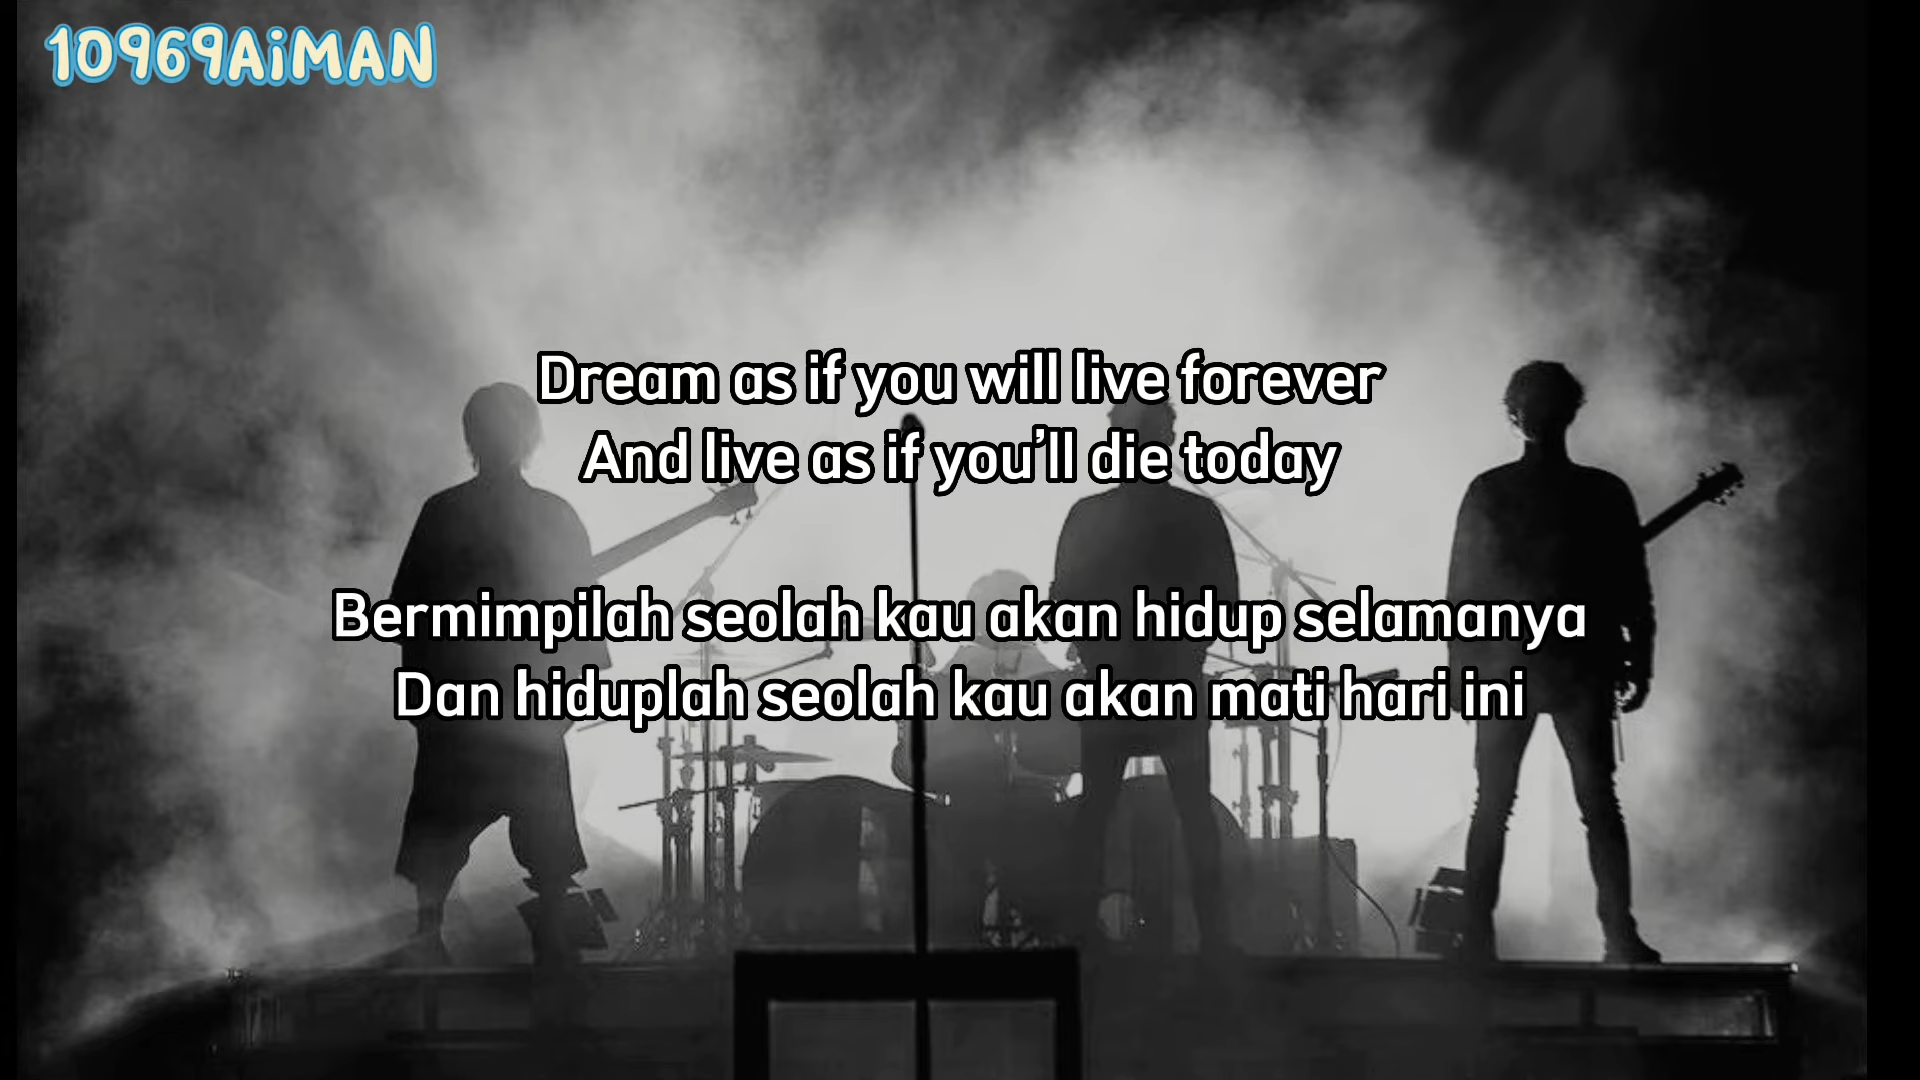 10969AiMAN
Dream as if you will live forever
And live as if you’ll die today
Bermimpilah seolah kau akan hidup selamanya
Dan hiduplah seolah kau akan mati hari ini